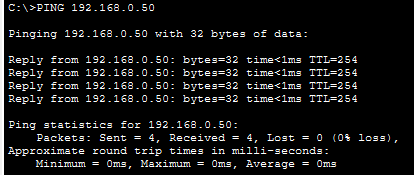 C:\>PING 192.168.0.50
Pinging 192.168.0.50 with 32 bytes of data:
Reply from 192.168.0.50: bytes=32 time<1ms TTL=254
Reply from 192.168.0.50: bytes=32 time<1ms TTL=254
Reply from 192.168.0.50: bytes=32 time<1ms TTL=254
Reply from 192.168.0.50: bytes=32 time<1ms TTL=254
Ping statistics for 192.168.0.50:
Packets: Sent = 4, Received = 4, Lost = 0 (0% loss),
Approximate round trip times in milli-seconds:
Minimum = 0ms, Maximum = 0ms, Average = 0ms